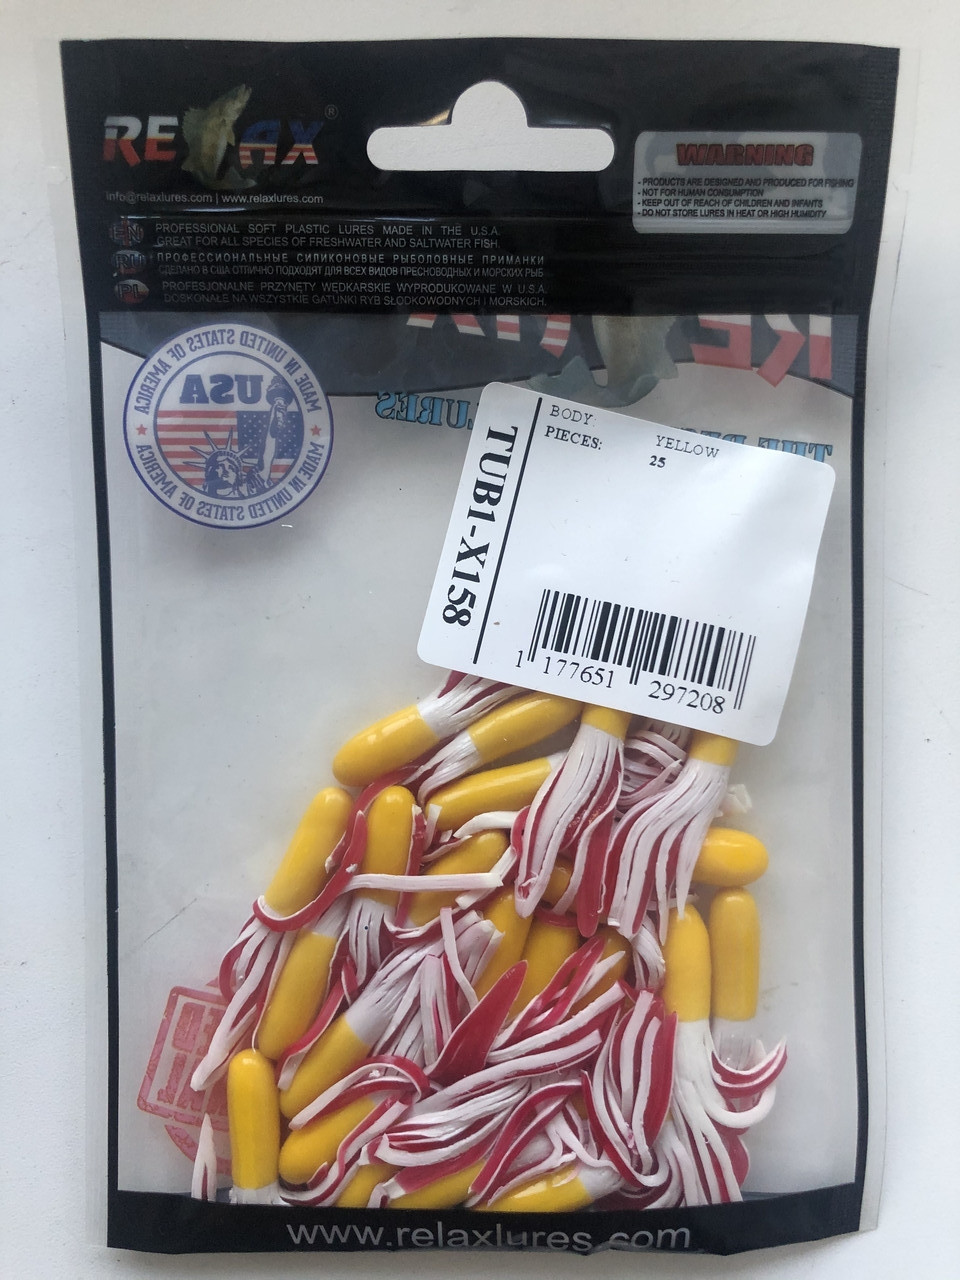 RELAX®
info@relaxlures.com | www.relaxlures.com
WARNING
- PRODUCTS ARE DESIGNED AND PRODUCED FOR FISHING
- NOT FOR HUMAN CONSUMPTION
- KEEP OUT OF REACH OF CHILDREN AND INFANTS
- DO NOT STORE LURES IN HEAT OR HIGH HUMIDITY
EN PROFESSIONAL SOFT PLASTIC LURES MADE IN THE U.S.A.
GREAT FOR ALL SPECIES OF FRESHWATER AND SALTWATER FISH.
RU ПРОФЕССИОНАЛЬНЫЕ СИЛИКОНОВЫЕ РЫБОЛОВНЫЕ ПРИМАНКИ
СДЕЛАНО В США ОТЛИЧНО ПОДХОДЯТ ДЛЯ ВСЕХ ВИДОВ ПРЕСНОВОДНЫХ И МОРСКИХ РЫБ
PL PROFESJONALNE PRZYNĘTY WĘDKARSKIE WYPRODUKOWANE W U.S.A.
DOSKONAŁE NA WSZYSTKIE GATUNKI RYB SŁODKOWODNYCH I MORSKICH.
MADE IN UNITED STATES OF AMERICA
USA
MADE IN UNITED STATES OF AMERICA
LURES
TUB1-X158
BODY: YELLOW
PIECES: 25
1 177651 297208
www.relaxlures.com